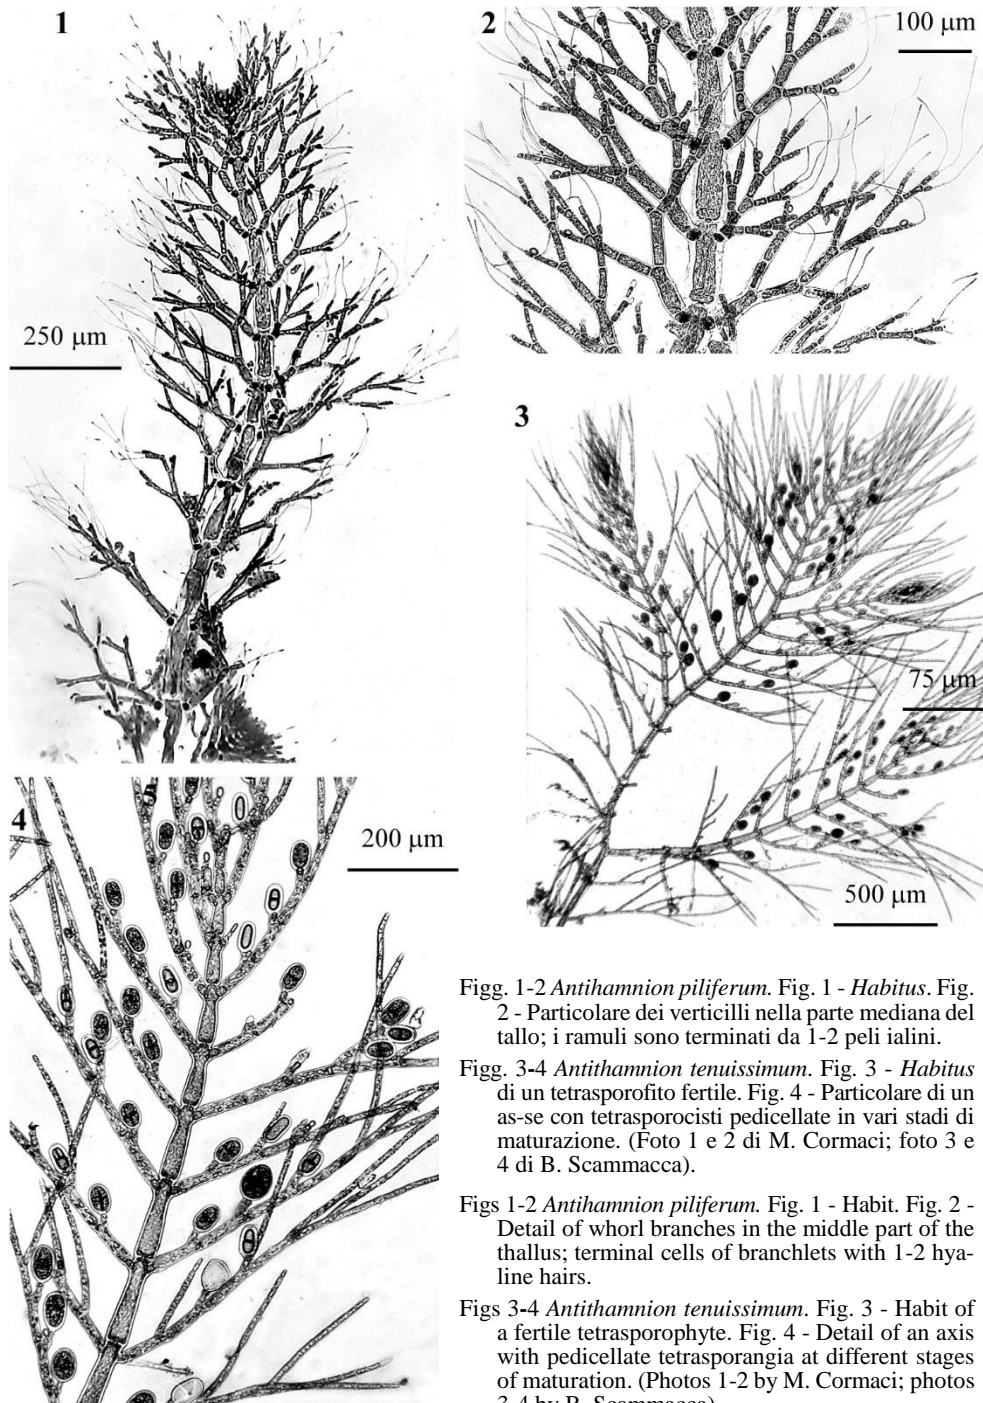 1
2
100 µm
250 µm
3
75 µm
500 µm
4
200 µm
Figg. 1-2 Antihamnion piliferum. Fig. 1 - Habitus. Fig.
2 - Particolare dei verticilli nella parte mediana del
tallo; i ramuli sono terminati da 1-2 peli ialini.
Figg. 3-4 Antithamnion tenuissimum. Fig. 3 - Habitus
di un tetrasporofito fertile. Fig. 4 - Particolare di un
as-se con tetrasporocisti pedicellate in vari stadi di
maturazione. (Foto 1 e 2 di M. Cormaci; foto 3 e
4 di B. Scammacca).
Figs 1-2 Antihamnion piliferum. Fig. 1 - Habit. Fig. 2 -
Detail of whorl branches in the middle part of the
thallus; terminal cells of branchlets with 1-2 hya-
line hairs.
Figs 3-4 Antithamnion tenuissimum. Fig. 3 - Habit of
a fertile tetrasporophyte. Fig. 4 - Detail of an axis
with pedicellate tetrasporangia at different stages
of maturation. (Photos 1-2 by M. Cormaci; photos
3-4 by B. Scammacca)